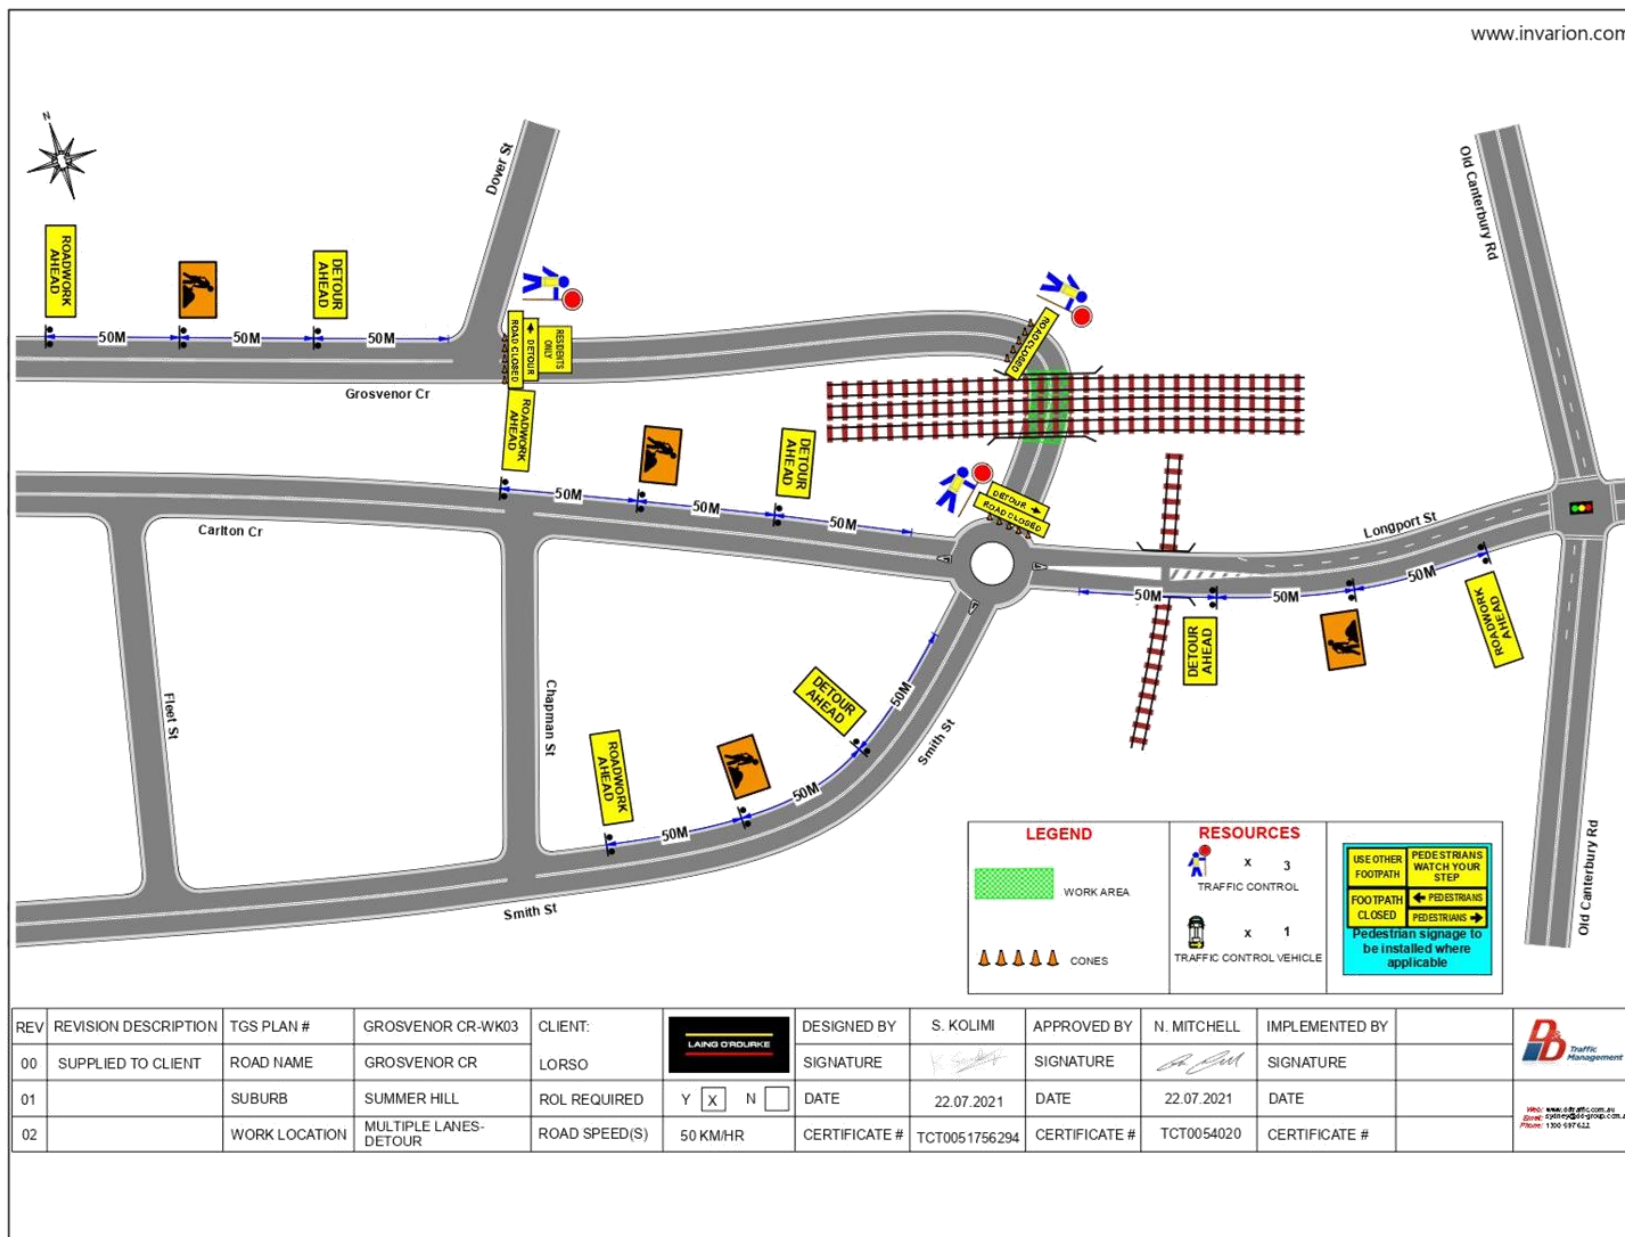 www.invarion.com
N
Dover St
Old Canterbury Rd
ROADWORK
AHEAD
DETOUR
AHEAD
50M
50M
50M
ROAD CLOSED
DETOUR
RESIDENTS
ONLY
ROAD CLOSED
Grosvenor Cr
ROADWORK
AHEAD
DETOUR
AHEAD
50M
50M
50M
DETOUR
ROAD CLOSED
Carlton Cr
Longport St
50M
50M
50M
DETOUR
AHEAD
ROADWORK
AHEAD
Fleet St
Chapman St
DETOUR
AHEAD
ROADWORK
AHEAD
50M
50M
50M
Smith St
Smith St
Old Canterbury Rd
LEGEND
WORK AREA
CONES
RESOURCES
x 3
TRAFFIC CONTROL
x 1
TRAFFIC CONTROL VEHICLE
USE OTHER
FOOTPATH
PEDESTRIANS
WATCH YOUR
STEP
FOOTPATH
CLOSED
PEDESTRIANS
PEDESTRIANS
Pedestrian signage to
be installed where
applicable
REV REVISION DESCRIPTION TGS PLAN # GROSVENOR CR-WK03 CLIENT: LAING O'ROURKE DESIGNED BY S. KOLIMI APPROVED BY N. MITCHELL IMPLEMENTED BY
00 SUPPLIED TO CLIENT ROAD NAME GROSVENOR CR LORSO SIGNATURE SIGNATURE SIGNATURE
01 SUBURB SUMMER HILL ROL REQUIRED Y X N DATE 22.07.2021 DATE 22.07.2021 DATE
02 WORK LOCATION MULTIPLE LANES-
DETOUR ROAD SPEED(S) 50 KM/HR CERTIFICATE # TCT0051756294 CERTIFICATE # TCT0054020 CERTIFICATE #
D&D Traffic
Management